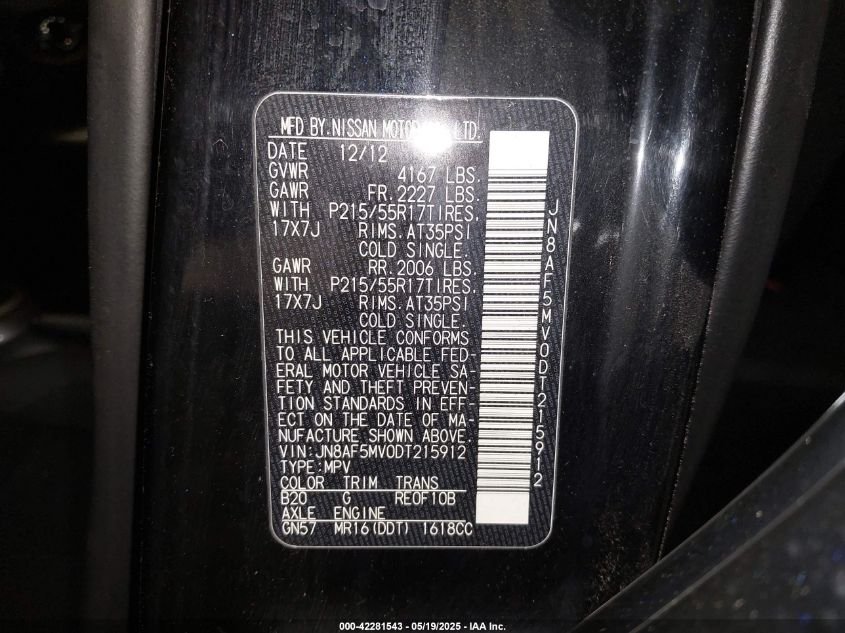 MFD BY. NISSAN MOTOR LTD.
DATE 12/12
GVWR 4167 LBS.
GAWR FR. 2227 LBS.
WITH P215/55R17TIRES.
17X7J RIMS. AT35PSI
COLD SINGLE.
GAWR RR. 2006 LBS.
WITH P215/55R17TIRES.
17X7J RIMS. AT35PSI
COLD SINGLE.
THIS VEHICLE CONFORMS
TO ALL APPLICABLE FED-
ERAL MOTOR VEHICLE SA-
FETY AND THEFT PREVEN-
TION STANDARDS IN EFF-
ECT ON THE DATE OF MA-
NUFACTURE SHOWN ABOVE.
VIN:JN8AF5MV0DT215912
TYPE:MPV
COLOR TRIM TRANS
B20 G RE0F10B
AXLE ENGINE
GN57 MR16(DDT) 1618CC
JN8AF5MV0DT215912
000-42281543 - 05/19/2025 - IAA Inc.